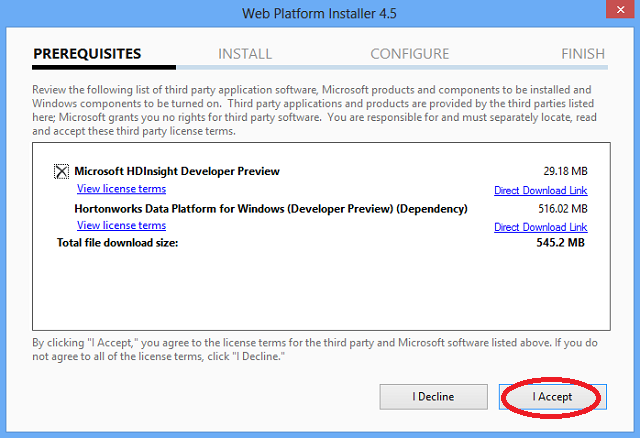 Web Platform Installer 4.5
PREREQUISITES INSTALL CONFIGURE FINISH
Review the following list of third party application software, Microsoft products and components to be installed and
Windows components to be turned on.  Third party applications and products are provided by the third parties listed
here; Microsoft grants you no rights for third party software.  You are responsible for and must separately locate, read
and accept these third party license terms.
Microsoft HDInsight Developer Preview 29.18 MB
View license terms Direct Download Link
Hortonworks Data Platform for Windows (Developer Preview) (Dependency) 516.02 MB
View license terms Direct Download Link
Total file download size: 545.2 MB
By clicking "I Accept," you agree to the license terms for the third party and Microsoft software listed above. If you do
not agree to all of the license terms, click "I Decline."
I Decline I Accept